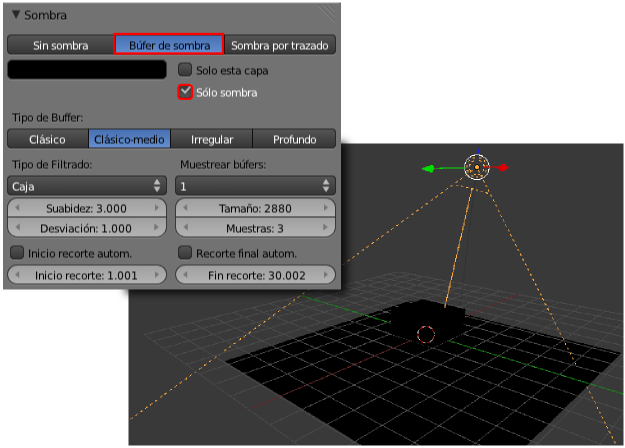 Sombra
Sin sombra Búfer de sombra Sombra por trazado
Solo esta capa
Sólo sombra
Tipo de Buffer:
Clásico Clásico-medio Irregular Profundo
Tipo de Filtrado: Muestrear búfers:
Caja 1
Suabidez: 3.000 Tamaño: 2880
Desviación: 1.000 Muestras: 3
Inicio recorte autom. Recorte final autom.
Inicio recorte: 1.001 Fin recorte: 30.002